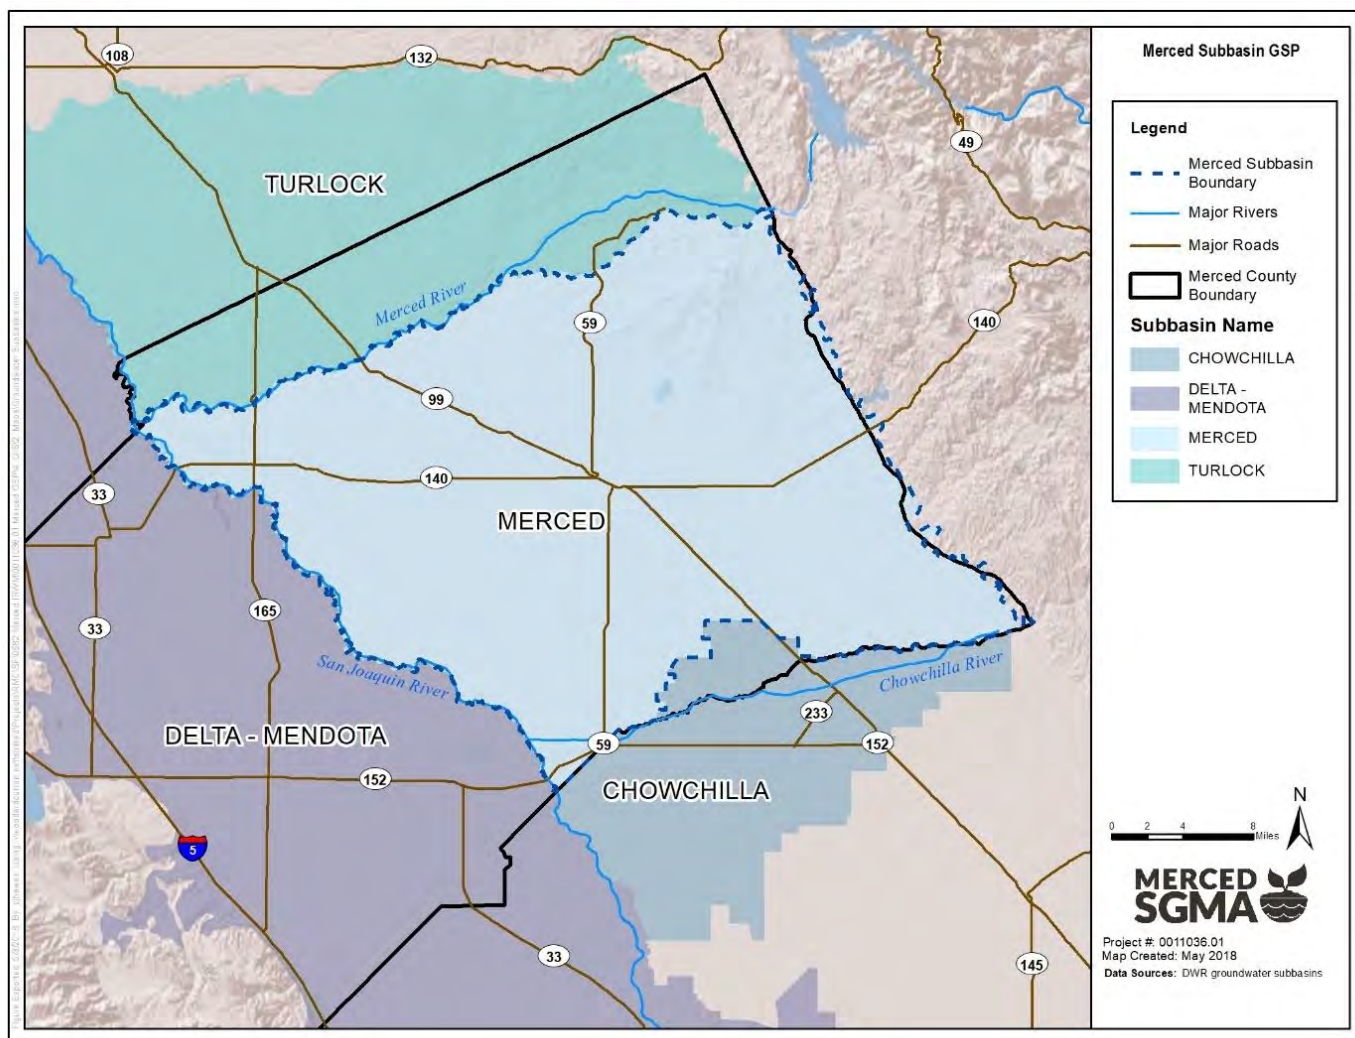 Merced Subbasin GSP
Legend
Merced Subbasin
Boundary
Major Rivers
Major Roads
Merced County
Boundary
Subbasin Name
CHOWCHILLA
DELTA -
MENDOTA
MERCED
TURLOCK
108
132
49
TURLOCK
Merced River
59
140
99
140
33
MERCED
165
33
San Joaquin River
Chowchilla River
233
DELTA - MENDOTA
59
152
152
CHOWCHILLA
5
33
145
N
0 2 4 8
Miles
MERCED
SGMA
Project #: 0011036.01
Map Created: May 2018
Data Sources: DWR groundwater subbasins